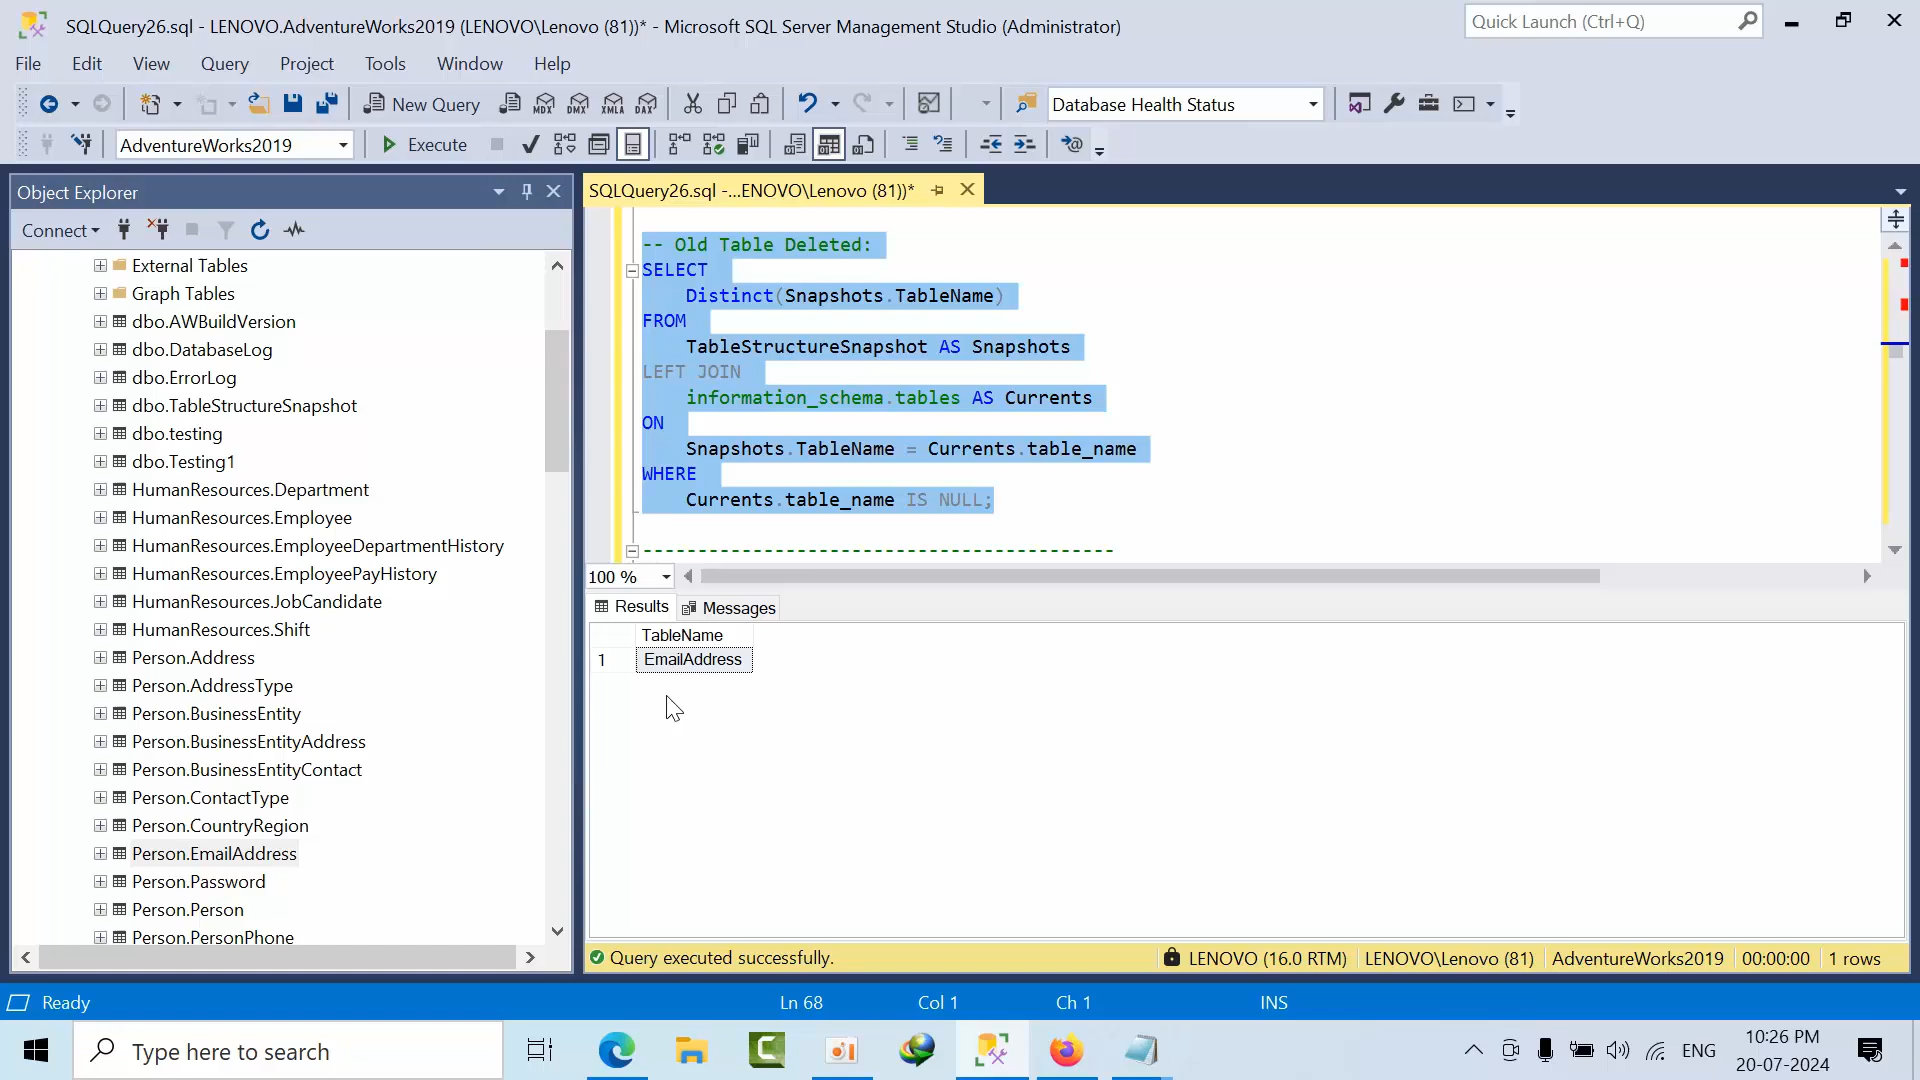 SQLQuery26.sql - LENOVO.AdventureWorks2019 (LENOVO\Lenovo (81))* - Microsoft SQL Server Management Studio (Administrator)
Quick Launch (Ctrl+Q)
File Edit View Query Project Tools Window Help
New Query
MDX DMX XMLA DAX
Database Health Status
AdventureWorks2019
Execute
Object Explorer
Connect
External Tables
Graph Tables
dbo.AWBuildVersion
dbo.DatabaseLog
dbo.ErrorLog
dbo.TableStructureSnapshot
dbo.testing
dbo.Testing1
HumanResources.Department
HumanResources.Employee
HumanResources.EmployeeDepartmentHistory
HumanResources.EmployeePayHistory
HumanResources.JobCandidate
HumanResources.Shift
Person.Address
Person.AddressType
Person.BusinessEntity
Person.BusinessEntityAddress
Person.BusinessEntityContact
Person.ContactType
Person.CountryRegion
Person.EmailAddress
Person.Password
Person.Person
Person.PersonPhone
SQLQuery26.sql -...ENOVO\Lenovo (81))*
-- Old Table Deleted:
SELECT
Distinct(Snapshots.TableName)
FROM
TableStructureSnapshot AS Snapshots
LEFT JOIN
information_schema.tables AS Currents
ON
Snapshots.TableName = Currents.table_name
WHERE
Currents.table_name IS NULL;
-------------------------------------------
100 %
Results Messages
TableName
1 EmailAddress
Query executed successfully.
LENOVO (16.0 RTM) LENOVO\Lenovo (81) AdventureWorks2019 00:00:00 1 rows
Ready Ln 68 Col 1 Ch 1 INS
Type here to search
ENG
10:26 PM
20-07-2024